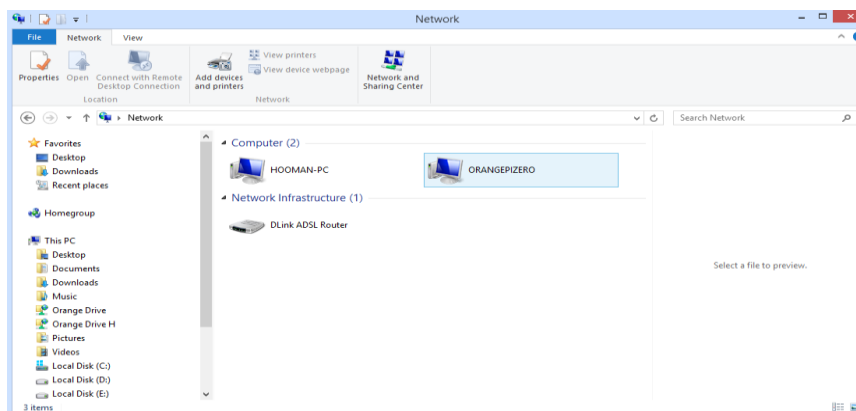 Network
File Network View
Properties
Open
Connect with Remote
Desktop Connection
Location
Add devices
and printers
View printers
View device webpage
Network
Network and
Sharing Center
Network
Search Network
Favorites
Desktop
Downloads
Recent places
Homegroup
This PC
Desktop
Documents
Downloads
Music
Orange Drive
Orange Drive H
Pictures
Videos
Local Disk (C:)
Local Disk (D:)
Local Disk (E:)
Computer (2)
HOOMAN-PC
ORANGEPIZERO
Network Infrastructure (1)
DLink ADSL Router
Select a file to preview.
3 items